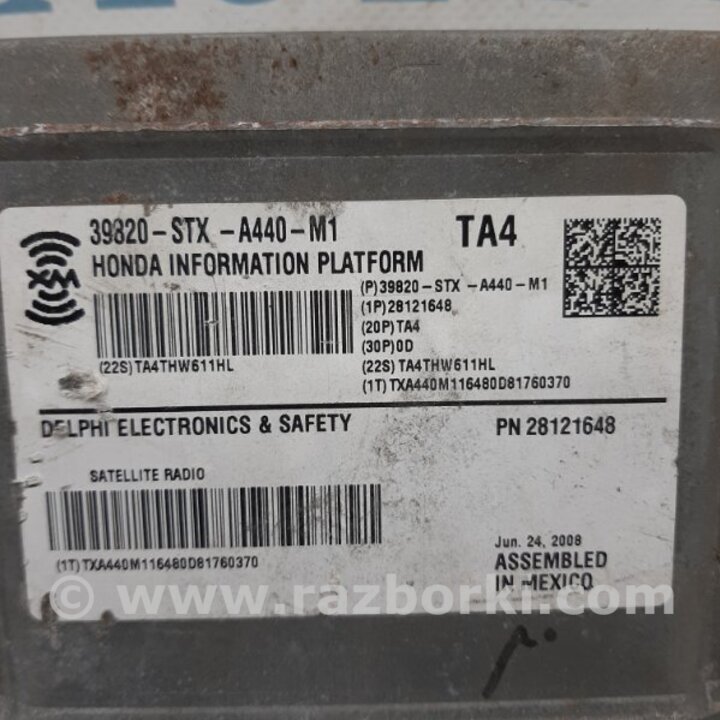 39820-STX -A440-M1 TA4
HONDA INFORMATION PLATFORM
XM
(P)39820-STX -A440-M1
(1P)28121648
(20P)TA4
(30P)0D
(22S)TA4THW611HL (22S)TA4THW611HL
(1T)TXA440M116480D81760370
DELPHI ELECTRONICS & SAFETY PN 28121648
SATELLITE RADIO
Jun. 24, 2008
(1T)TXA440M116480D81760370 ASSEMBLED
IN MEXICO
© www.razborki.com